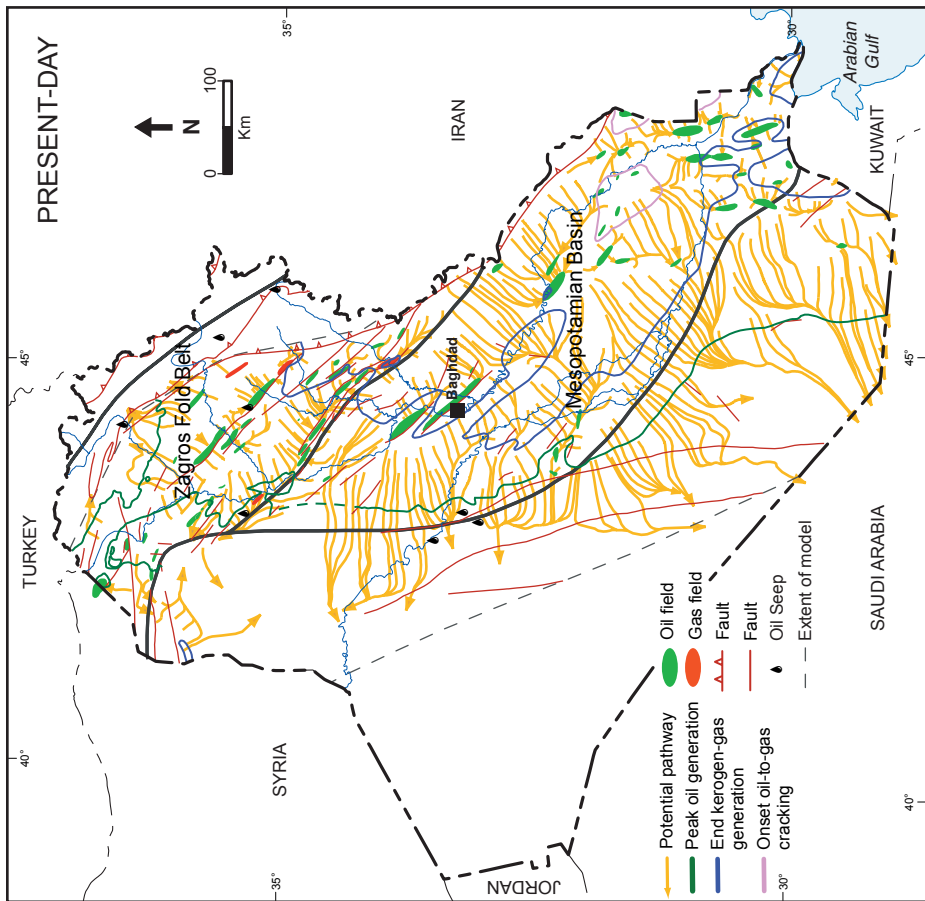 PRESENT-DAY
N
0
100
Km
TURKEY
SYRIA
JORDAN
IRAN
KUWAIT
SAUDI ARABIA
Arabian
Gulf
Zagros Fold Belt
Mesopotamian Basin
Baghdad
35°
30°
45°
40°
35°
30°
45°
40°
Potential pathway
Peak oil generation
End kerogen-gas
generation
Onset oil-to-gas
cracking
Oil field
Gas field
Fault
Fault
Oil Seep
Extent of model